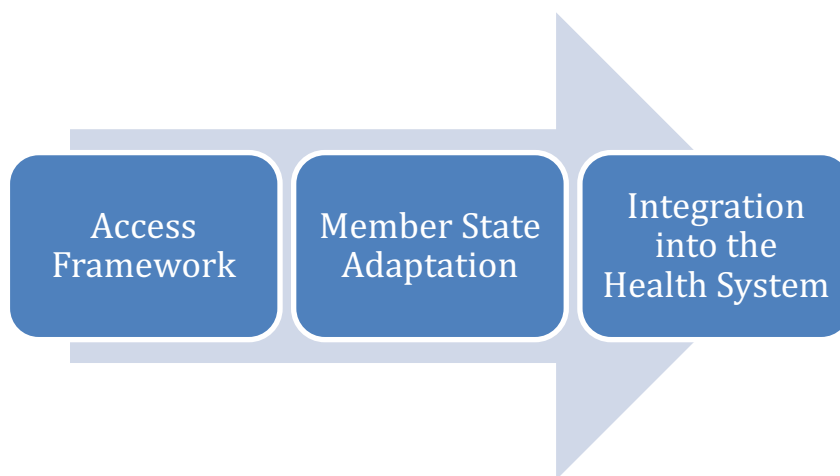 Access
Framework
Member State
Adaptation
Integration
into the
Health System